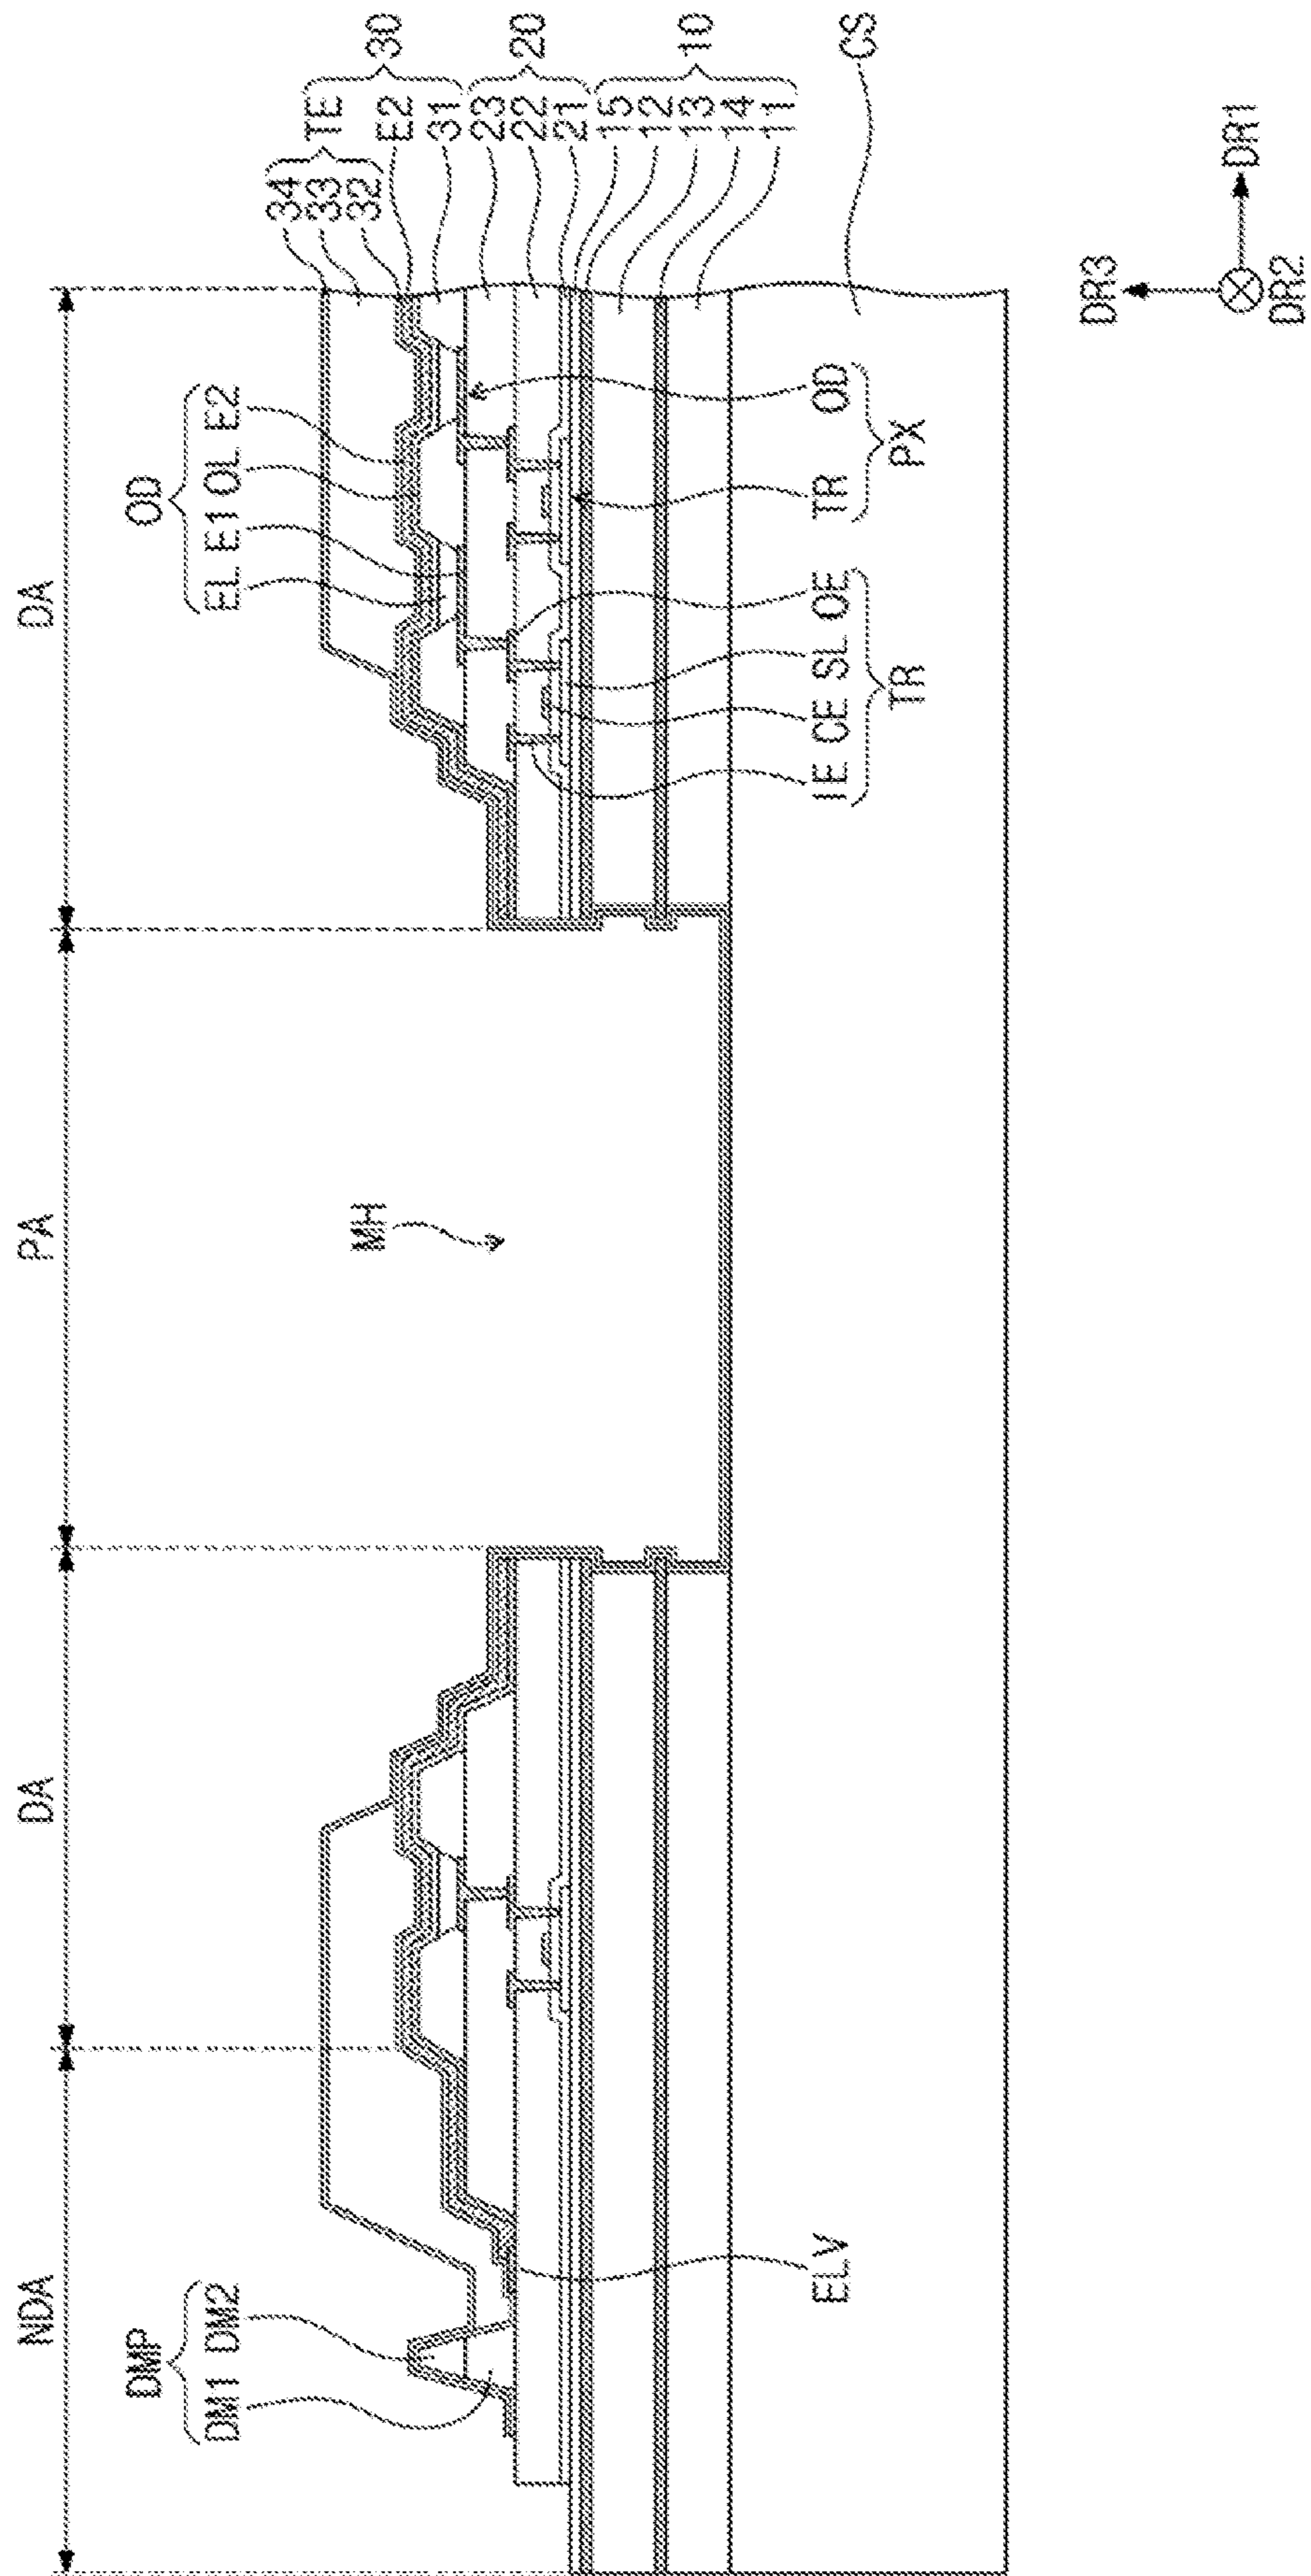 NDA DA PA DA
DMP
DM1 DM2
MH
OD
EL E1 OL E2
34
33
32
TE
E2
31
30
23
22
21
20
15
12
13
14
11
10
CS
ELV
IE CE SL OE
TR
TR OD
PX
DR3
DR1
DR2